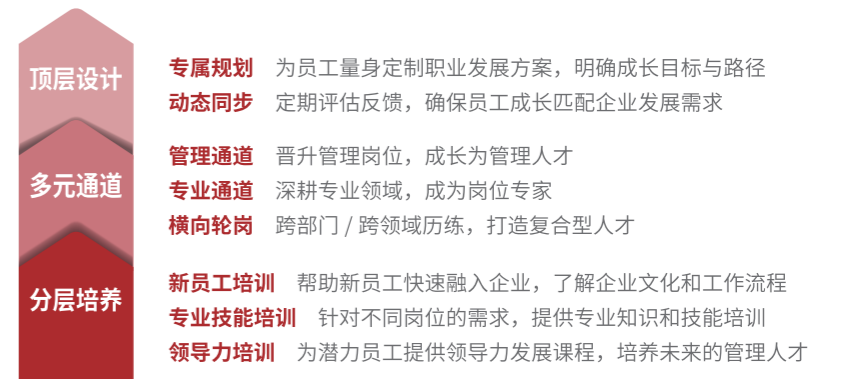 顶层设计
专属规划 为员工量身定制职业发展方案，明确成长目标与路径
动态同步 定期评估反馈，确保员工成长匹配企业发展需求
多元通道
管理通道 晋升管理岗位，成长为管理人才
专业通道 深耕专业领域，成为岗位专家
横向轮岗 跨部门 / 跨领域历练，打造复合型人才
分层培养
新员工培训 帮助新员工快速融入企业，了解企业文化和工作流程
专业技能培训 针对不同岗位的需求，提供专业知识和技能培训
领导力培训 为潜力员工提供领导力发展课程，培养未来的管理人才